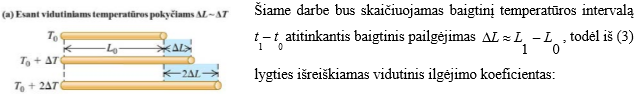 (a) Esant vidutiniams temperatūros pokyčiams ΔL~ΔT
T₀
L₀
ΔL
T₀ + ΔT
2ΔL
T₀ + 2ΔT
Šiame darbe bus skaičiuojamas baigtinį temperatūros intervalą
t₁ – t₀ atitinkantis baigtinis pailgėjimas ΔL ≈ L₁ – L₀, todėl iš (3)
lygties išreiškiamas vidutinis ilgėjimo koeficientas: